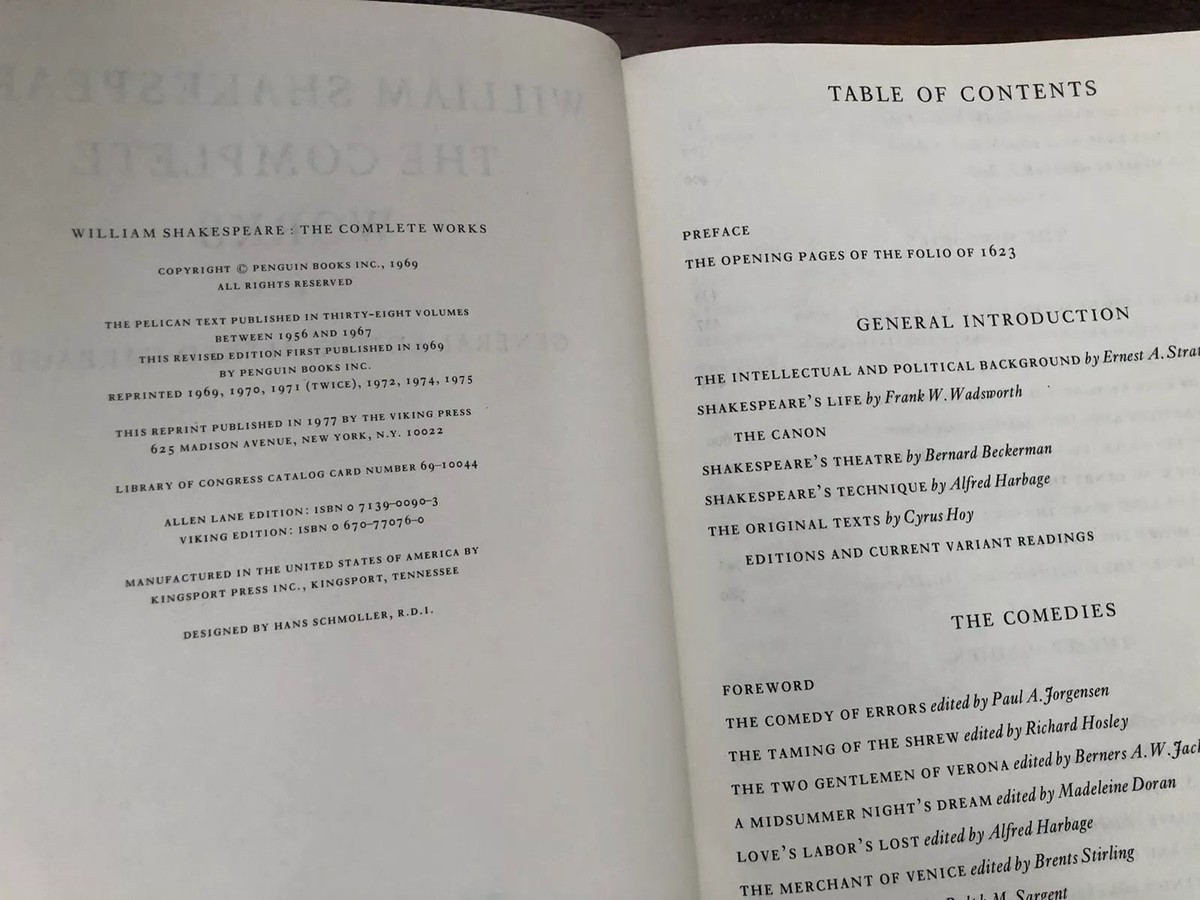 WILLIAM SHAKESPEARE : THE COMPLETE WORKS
COPYRIGHT © PENGUIN BOOKS INC., 1969
ALL RIGHTS RESERVED
THE PELICAN TEXT PUBLISHED IN THIRTY-EIGHT VOLUMES
BETWEEN 1956 AND 1967
THIS REVISED EDITION FIRST PUBLISHED IN 1969
BY PENGUIN BOOKS INC.
REPRINTED 1969, 1970, 1971 (TWICE), 1972, 1974, 1975
THIS REPRINT PUBLISHED IN 1977 BY THE VIKING PRESS
625 MADISON AVENUE, NEW YORK, N.Y. 10022
LIBRARY OF CONGRESS CATALOG CARD NUMBER 69-10044
ALLEN LANE EDITION: ISBN 0 7139-0090-3
VIKING EDITION: ISBN 0 670-77076-0
MANUFACTURED IN THE UNITED STATES OF AMERICA BY
KINGSPORT PRESS INC., KINGSPORT, TENNESSEE
DESIGNED BY HANS SCHMOLLER, R.D.I.
TABLE OF CONTENTS
PREFACE
THE OPENING PAGES OF THE FOLIO OF 1623
GENERAL INTRODUCTION
THE INTELLECTUAL AND POLITICAL BACKGROUND by Ernest A.
SHAKESPEARE'S LIFE by Frank W. Wadsworth
THE CANON
SHAKESPEARE'S THEATRE by Bernard Beckerman
SHAKESPEARE'S TECHNIQUE by Alfred Harbage
THE ORIGINAL TEXTS by Cyrus Hoy
EDITIONS AND CURRENT VARIANT READINGS
THE COMEDIES
FOREWORD
THE COMEDY OF ERRORS edited by Paul A. Jorgensen
THE TAMING OF THE SHREW edited by Richard Hosley
THE TWO GENTLEMEN OF VERONA edited by Berners A. W.
A MIDSUMMER NIGHT'S DREAM edited by Madeleine Doran
LOVE'S LABOR'S LOST edited by Alfred Harbage
THE MERCHANT OF VENICE edited by Brents Stirling
M. Sargent